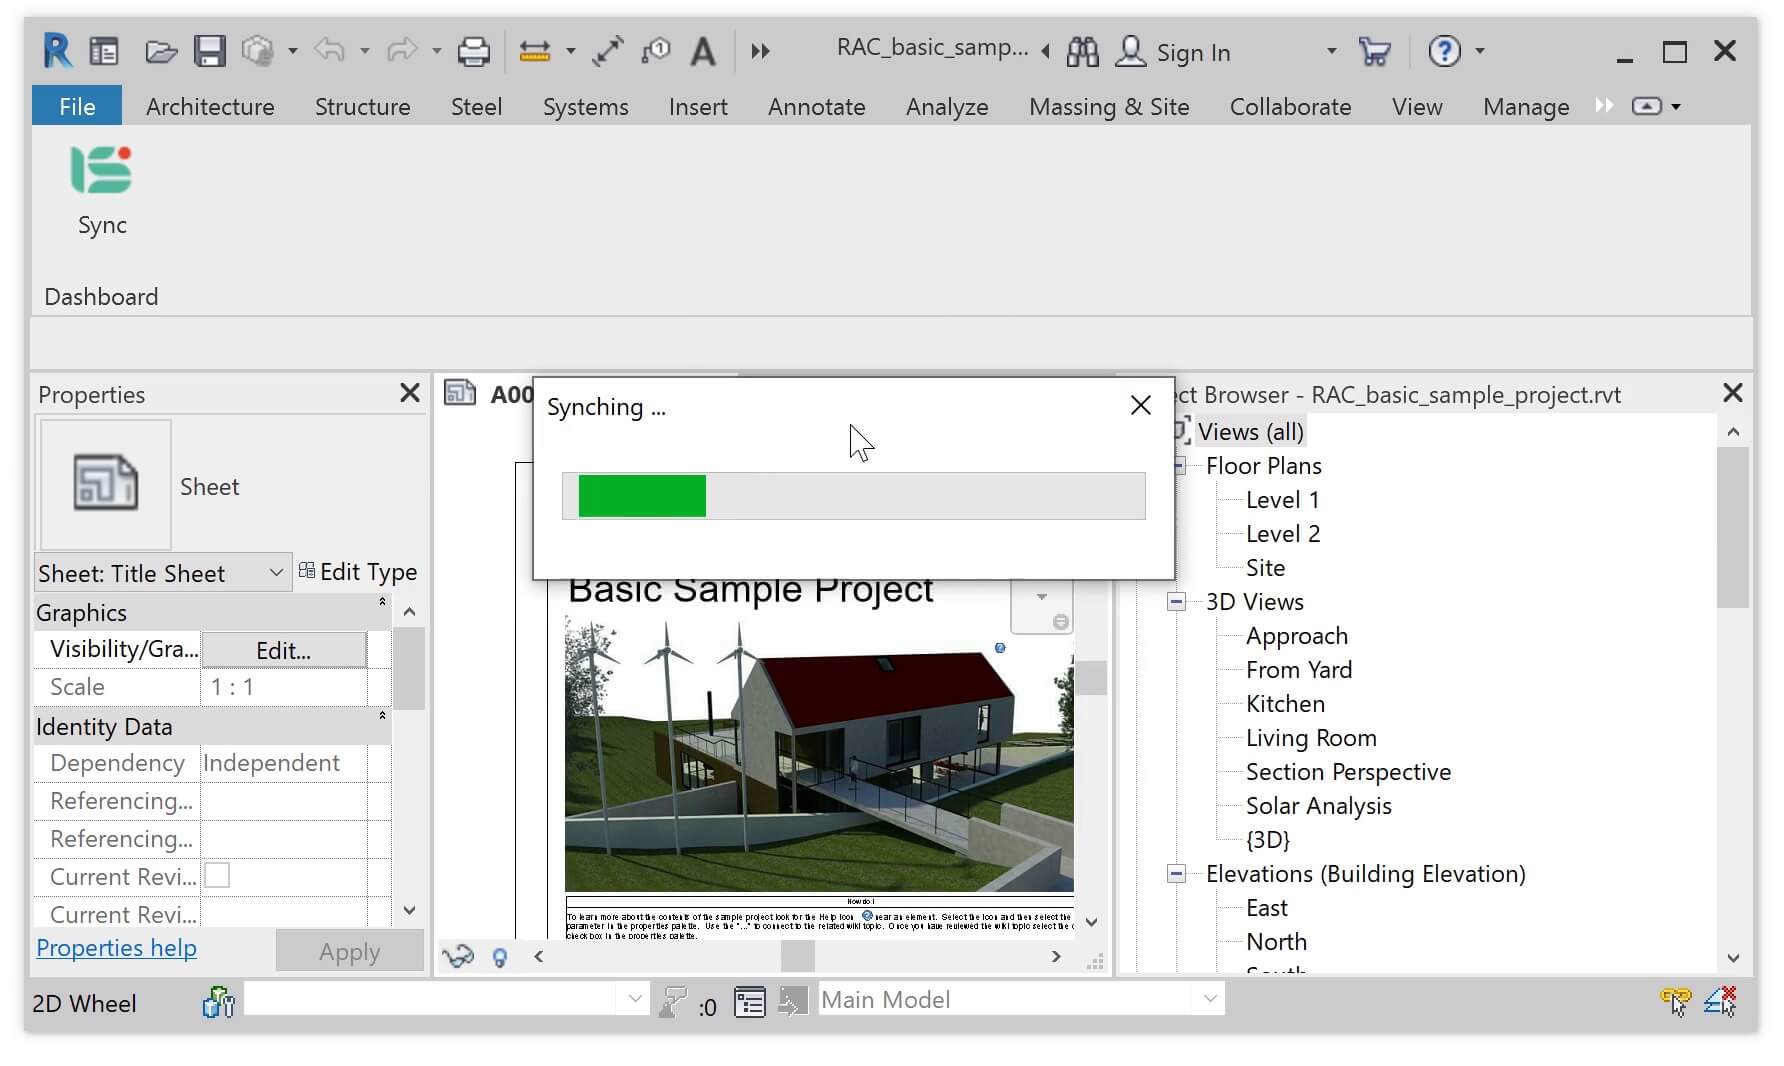 RAC_basic_samp...
Sign In
File Architecture Structure Steel Systems Insert Annotate Analyze Massing & Site Collaborate View Manage
Sync
Dashboard
Properties
Sheet
Sheet: Title Sheet
Edit Type
Graphics
Visibility/Gra... Edit...
Scale 1 : 1
Identity Data
Dependency Independent
Referencing...
Referencing...
Current Revi...
Current Revi...
Properties help
Apply
A00
Synching ...
Basic Sample Project
How do I
To learn more about the contents of the sample project look for the Help Icon near an element. Select the Icon and then select the
parameter in the properties palette. Use the "..." to connect to the related wiki topic. Once you have reviewed the wiki topic select the
check box in the properties palette.
ct Browser - RAC_basic_sample_project.rvt
Views (all)
Floor Plans
Level 1
Level 2
Site
3D Views
Approach
From Yard
Kitchen
Living Room
Section Perspective
Solar Analysis
{3D}
Elevations (Building Elevation)
East
North
South
2D Wheel
:0
Main Model